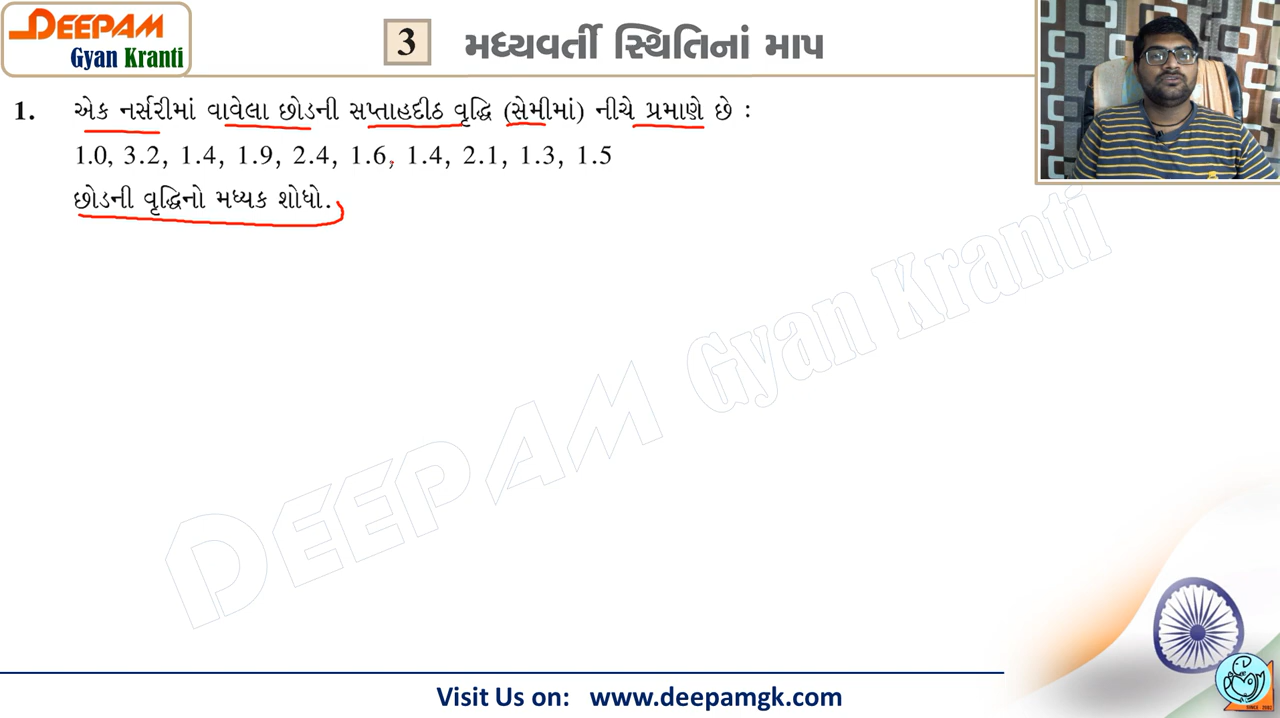 DEEPAM
Gyan Kranti
3 મધ્યવર્તી સ્થિતિનાં માપ
1. એક નર્સરીમાં વાવેલા છોડની સપ્તાહદીઠ વૃદ્ધિ (સેમીમાં) નીચે પ્રમાણે છે :
1.0, 3.2, 1.4, 1.9, 2.4, 1.6, 1.4, 2.1, 1.3, 1.5
છોડની વૃદ્ધિનો મધ્યક શોધો.
DEEPAM Gyan Kranti
Visit Us on: www.deepamgk.com